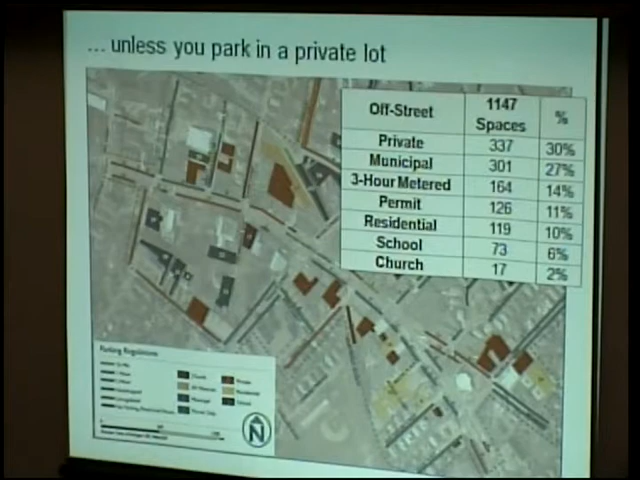 ... unless you park in a private lot
Off-Street 1147 Spaces %
Private 337 30%
Municipal 301 27%
3-Hour Metered 164 14%
Permit 126 11%
Residential 119 10%
School 73 6%
Church 17 2%
Parking Regulations
N